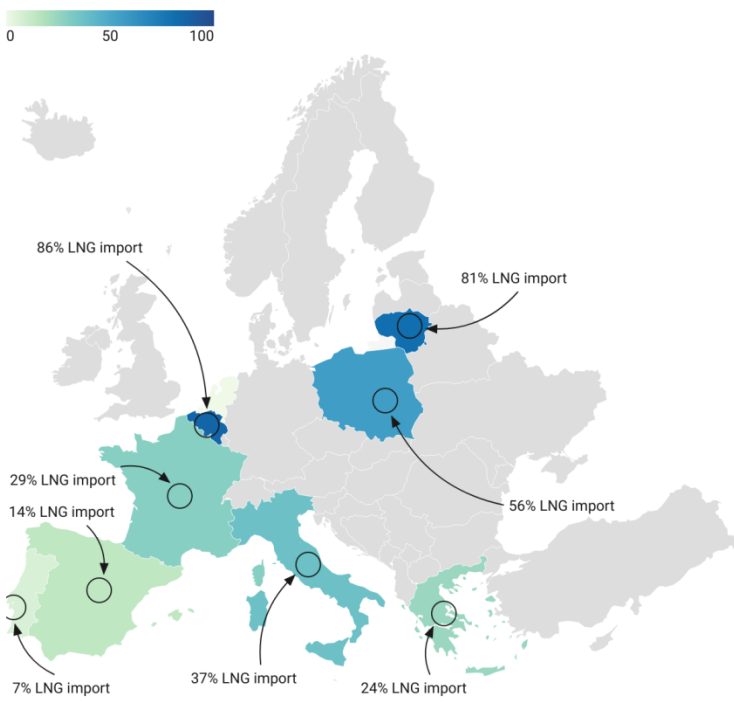 0 50 100
86% LNG import
81% LNG import
29% LNG import
56% LNG import
14% LNG import
37% LNG import
7% LNG import
24% LNG import